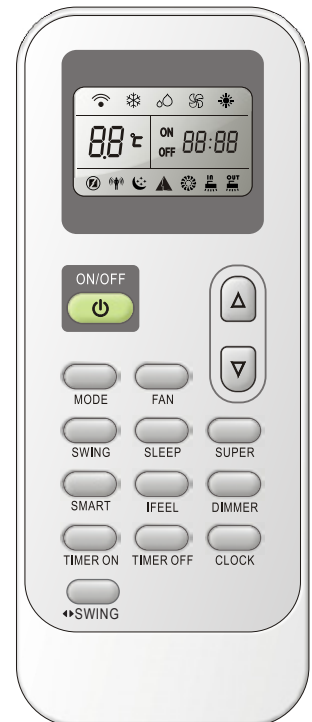 88 ℃ ON 88:88
OFF
IN OUT
ON/OFF
MODE FAN
SWING SLEEP SUPER
SMART IFEEL DIMMER
TIMER ON TIMER OFF CLOCK
SWING